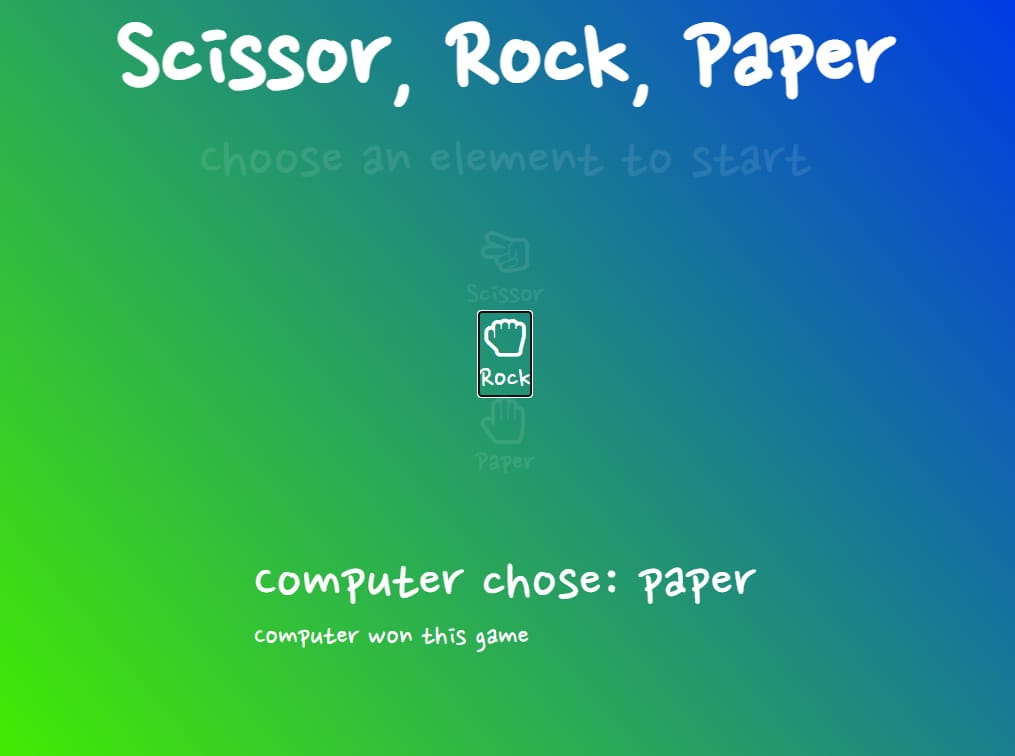 Scissor, Rock, Paper
choose an element to start
Scissor
Rock
Paper
computer chose: paper
computer won this game